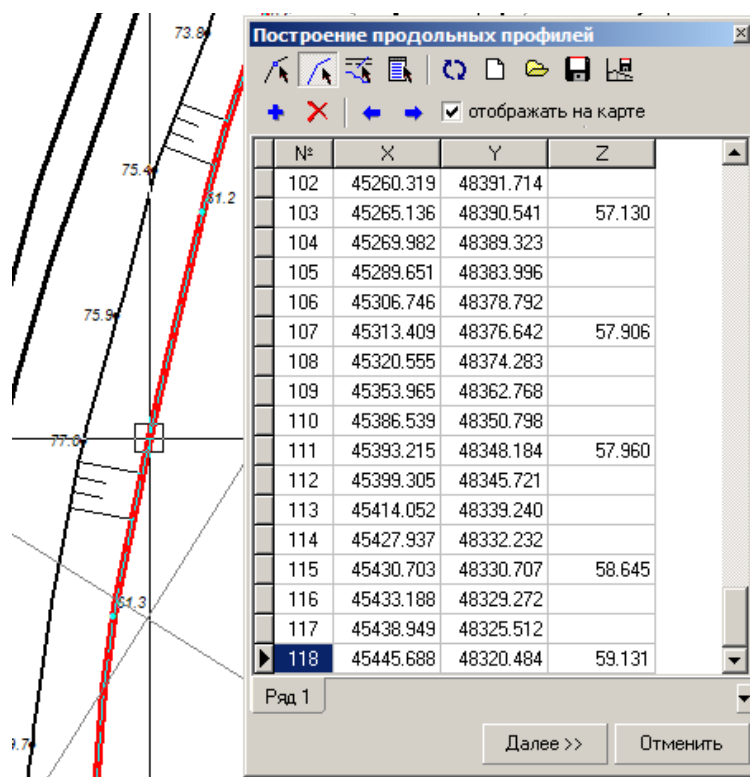 Построение продольных профилей
отображать на карте
№ X Y Z
102 45260.319 48391.714
103 45265.136 48390.541 57.130
104 45269.982 48389.323
105 45289.651 48383.996
106 45306.746 48378.792
107 45313.409 48376.642 57.906
108 45320.555 48374.283
109 45353.965 48362.768
110 45386.539 48350.798
111 45393.215 48348.184 57.960
112 45399.305 48345.721
113 45414.052 48339.240
114 45427.937 48332.232
115 45430.703 48330.707 58.645
116 45433.188 48329.272
117 45438.949 48325.512
118 45445.688 48320.484 59.131
Ряд 1
Далее >> Отменить
73.8
75.4
61.2
75.9
61.3
9.7